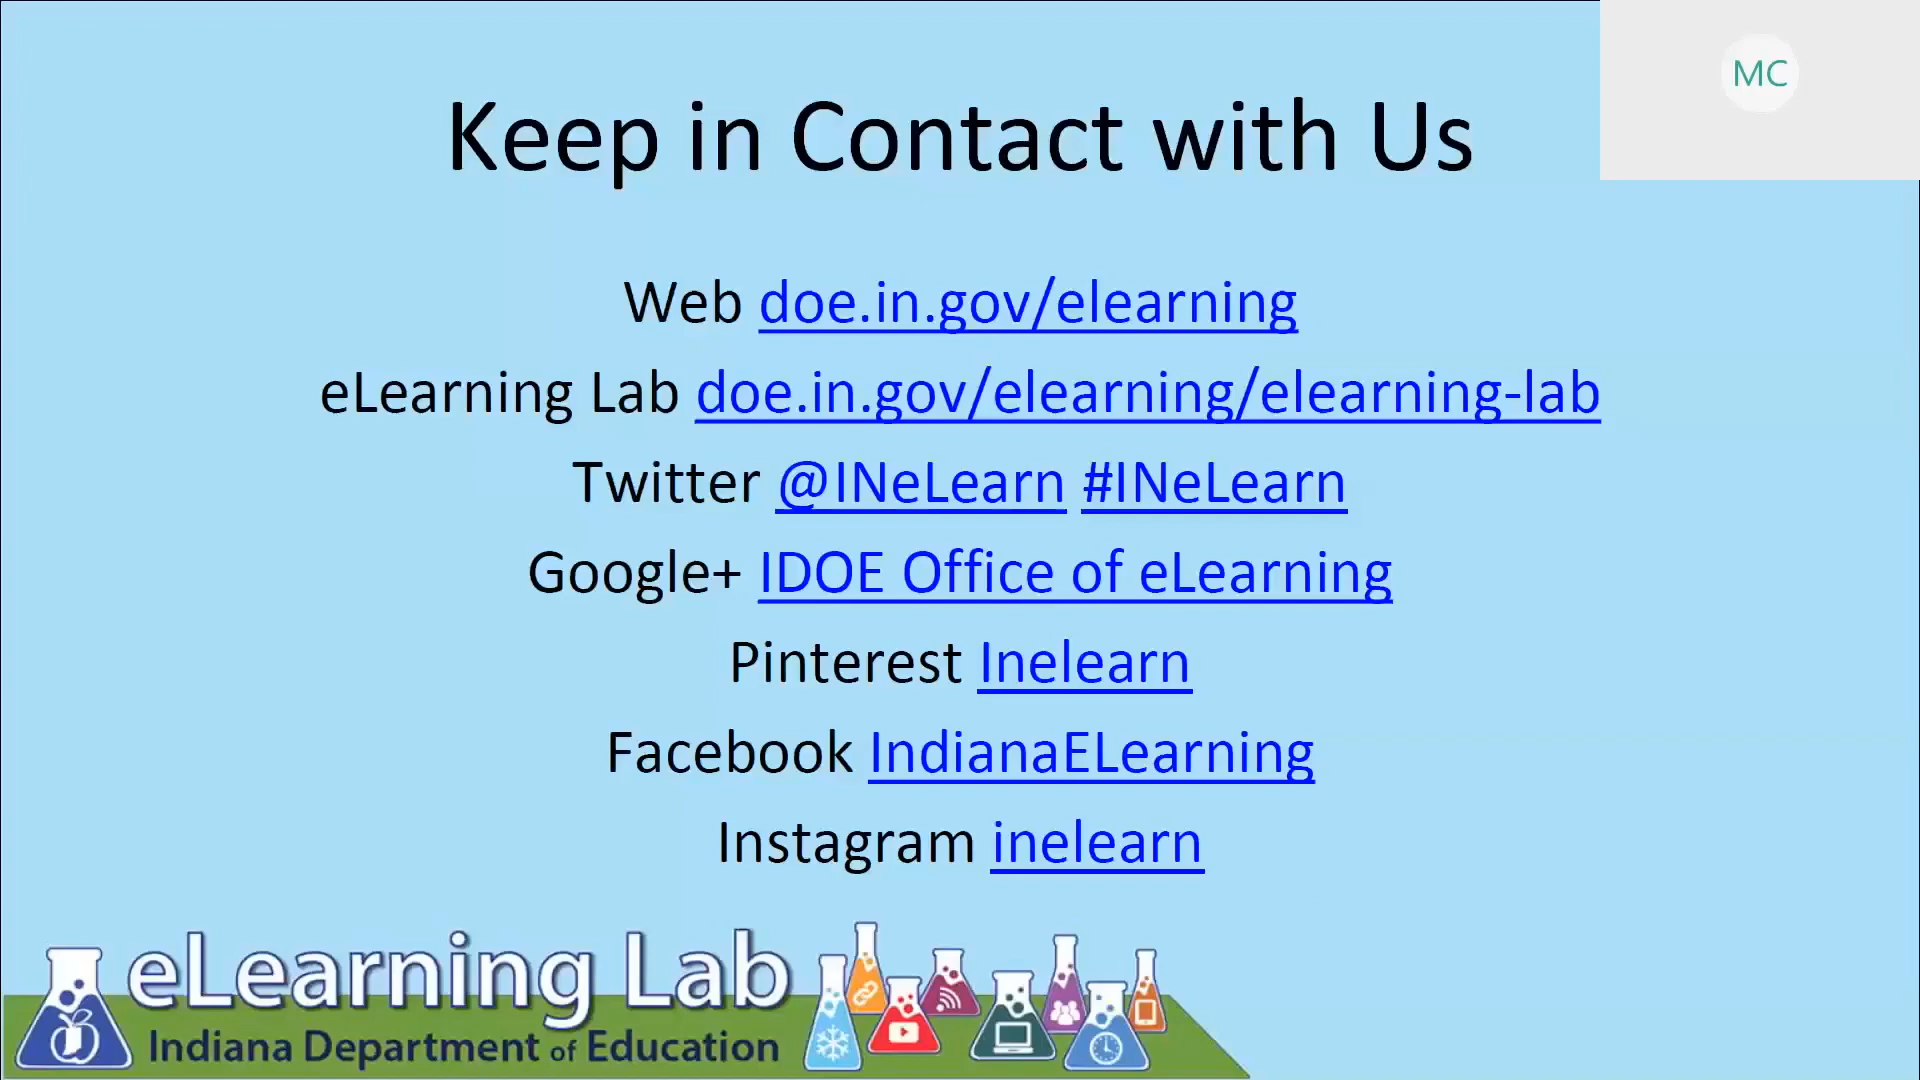 MC
Keep in Contact with Us
Web doe.in.gov/elearning
eLearning Lab doe.in.gov/elearning/elearning-lab
Twitter @INeLearn #INeLearn
Google+ IDOE Office of eLearning
Pinterest Inelearn
Facebook IndianaELearning
Instagram inelearn
eLearning Lab
Indiana Department of Education